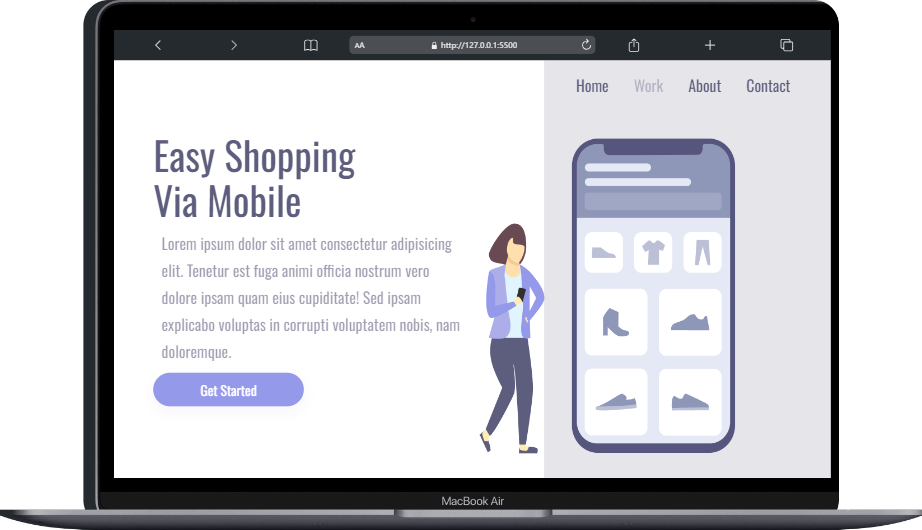 AA
http://127.0.0.1:5500
Home Work About Contact
Easy Shopping
Via Mobile
Lorem ipsum dolor sit amet consectetur adipisicing
elit. Tenetur est fuga animi officia nostrum vero
dolore ipsam quam eius cupiditate! Sed ipsam
explicabo voluptas in corrupti voluptatem nobis, nam
doloremque.
Get Started
MacBook Air